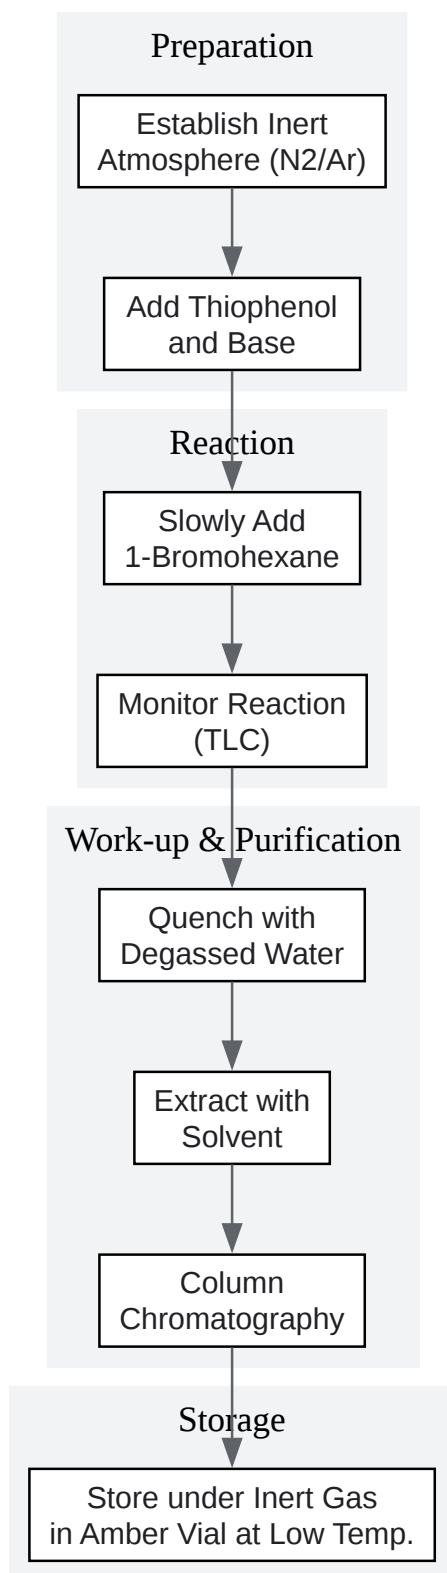 Preparation
Establish Inert
Atmosphere (N2/Ar)
Add Thiophenol
and Base
Reaction
Slowly Add
1-Bromohexane
Monitor Reaction
(TLC)
Work-up & Purification
Quench with
Degassed Water
Extract with
Solvent
Column
Chromatography
Storage
Store under Inert Gas
in Amber Vial at Low Temp.